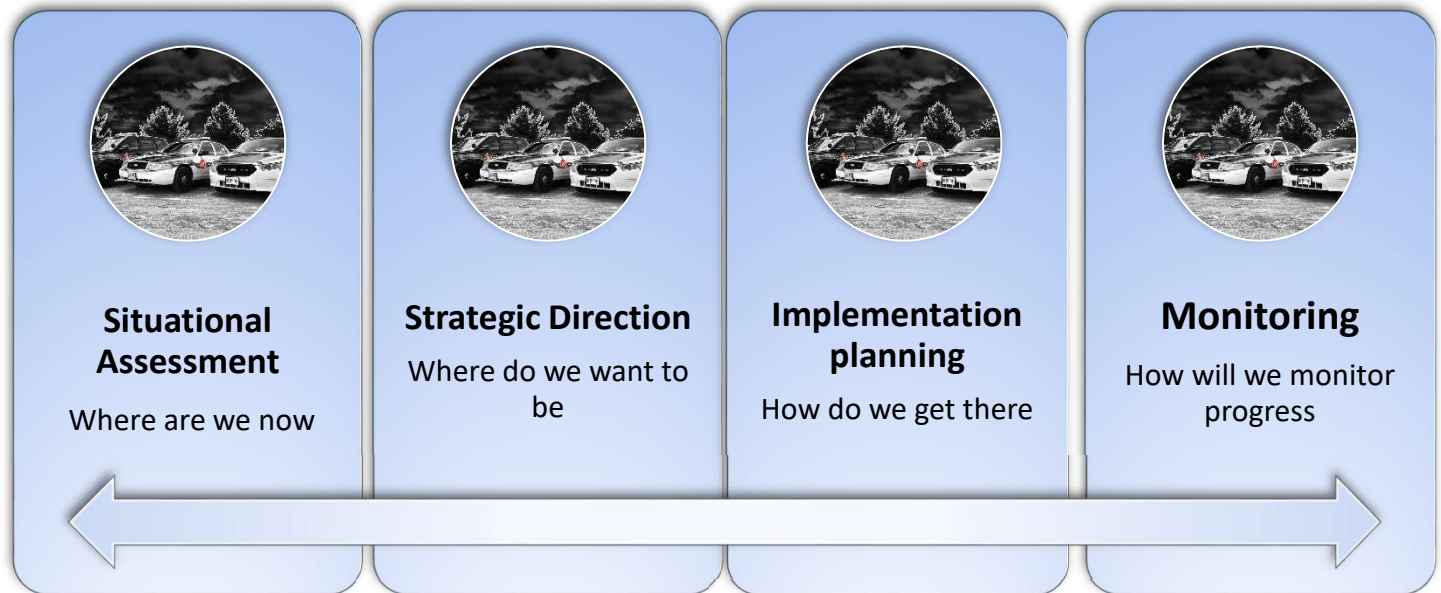 Situational
Assessment
Where are we now
Strategic Direction
Where do we want to
be
Implementation
planning
How do we get there
Monitoring
How will we monitor
progress